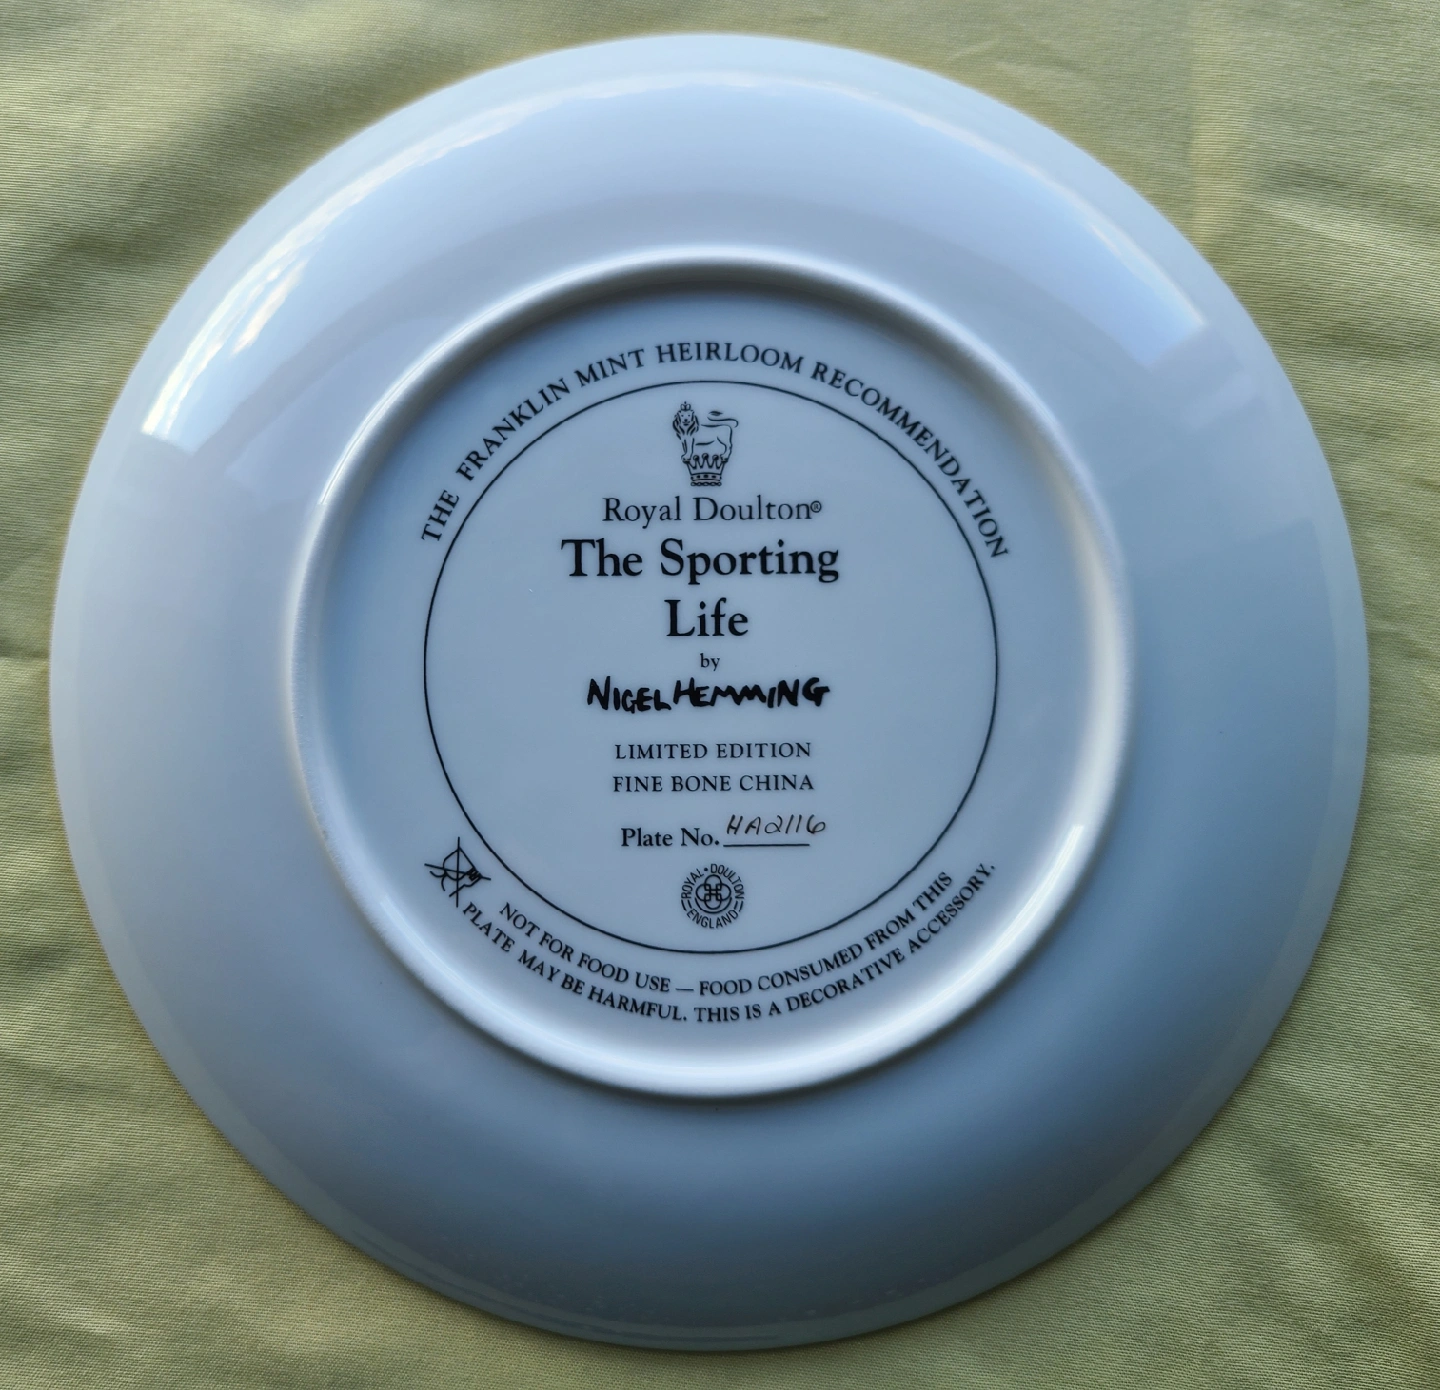 THE FRANKLIN MINT HEIRLOOM RECOMMENDATION
Royal Doulton®
The Sporting
Life
by
NIGEL HEMMING
LIMITED EDITION
FINE BONE CHINA
Plate No. HA2116
ROYAL • DOULTON
ENGLAND
NOT FOR FOOD USE — FOOD CONSUMED FROM THIS
PLATE MAY BE HARMFUL. THIS IS A DECORATIVE ACCESSORY.